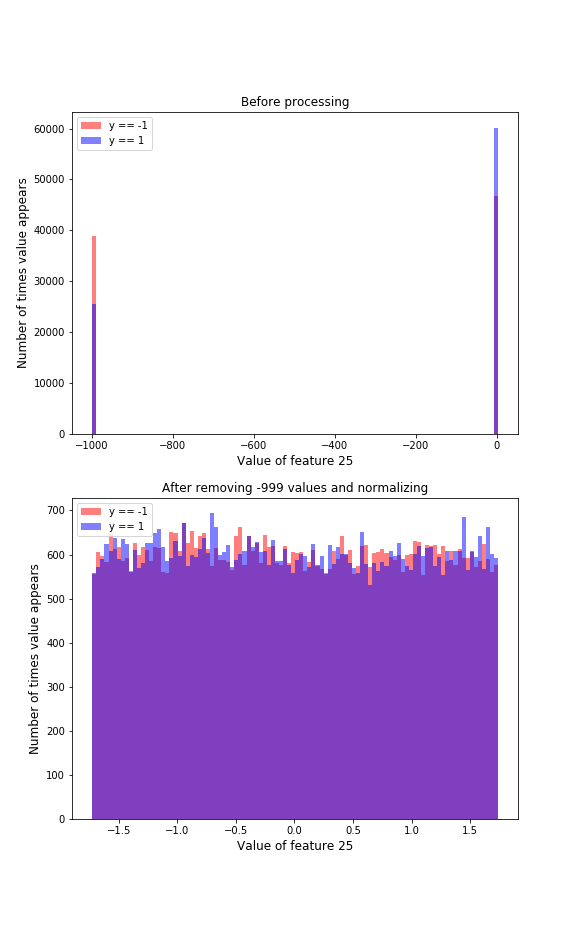 Before processing
y == -1
y == 1
Number of times value appears
60000
50000
40000
30000
20000
10000
0
−1000 −800 −600 −400 −200 0
Value of feature 25
After removing -999 values and normalizing
y == -1
y == 1
Number of times value appears
700
600
500
400
300
200
100
0
−1.5 −1.0 −0.5 0.0 0.5 1.0 1.5
Value of feature 25